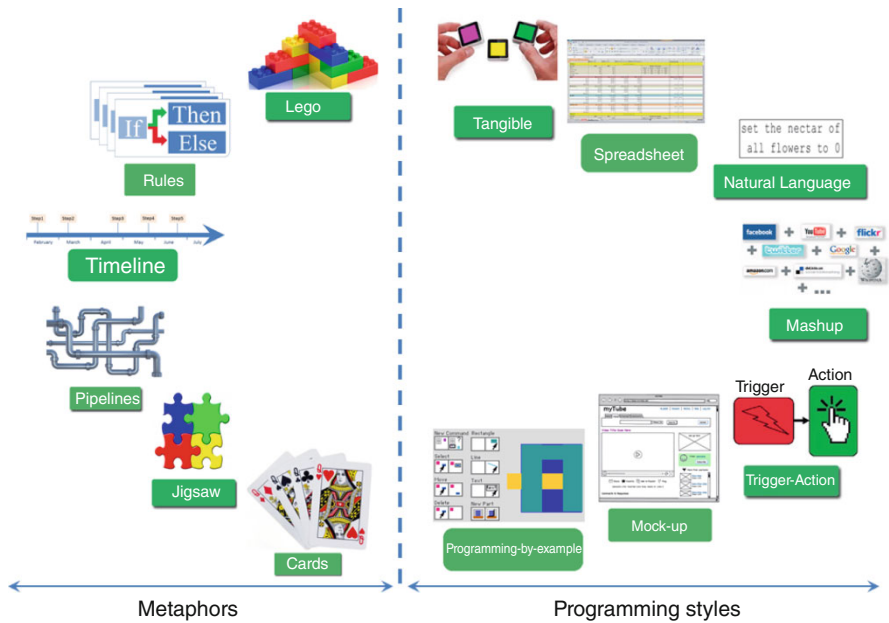 Lego
If
Then
Else
Rules
Step1 Step2 Step3 Step4 Step5
February March April May June July
Timeline
Pipelines
Jigsaw
Q
Cards
Metaphors
Tangible
Spreadsheet
set the nectar of
all flowers to 0
Natural Language
facebook + YouTube + flickr
+ twitter + Google +
amazon.com + +
+ ...
Mashup
Trigger
Action
Trigger-Action
myTube
Mock-up
New Command Rectangle
Select Line
Move Text
Delete New Part
Programming-by-example
Programming styles